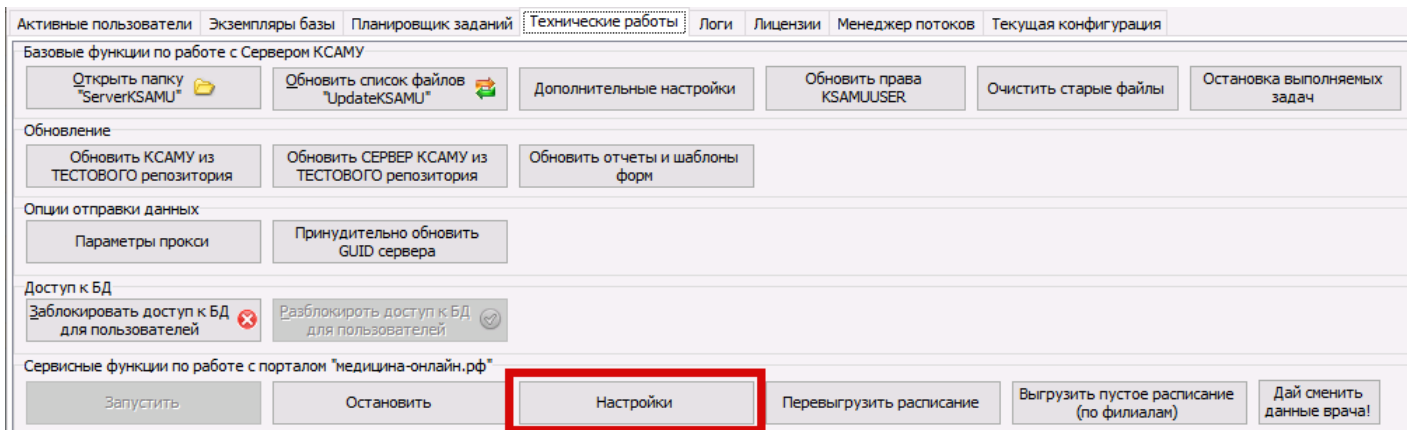 Активные пользователи Экземпляры базы Планировщик заданий Технические работы Логи Лицензии Менеджер потоков Текущая конфигурация
Базовые функции по работе с Сервером КСАМУ
Открыть папку
"ServerKSAMU"
Обновить список файлов
"UpdateKSAMU"
Дополнительные настройки
Обновить права
KSAMUUSER
Очистить старые файлы
Остановка выполняемых
задач
Обновление
Обновить КСАМУ из
ТЕСТОВОГО репозитория
Обновить СЕРВЕР КСАМУ из
ТЕСТОВОГО репозитория
Обновить отчеты и шаблоны
форм
Опции отправки данных
Параметры прокси
Принудительно обновить
GUID сервера
Доступ к БД
Заблокировать доступ к БД
для пользователей
Разблокироть доступ к БД
для пользователей
Сервисные функции по работе с порталом "медицина-онлайн.рф"
Запустить
Остановить
Настройки
Перевыгрузить расписание
Выгрузить пустое расписание
(по филиалам)
Дай сменить
данные врача!